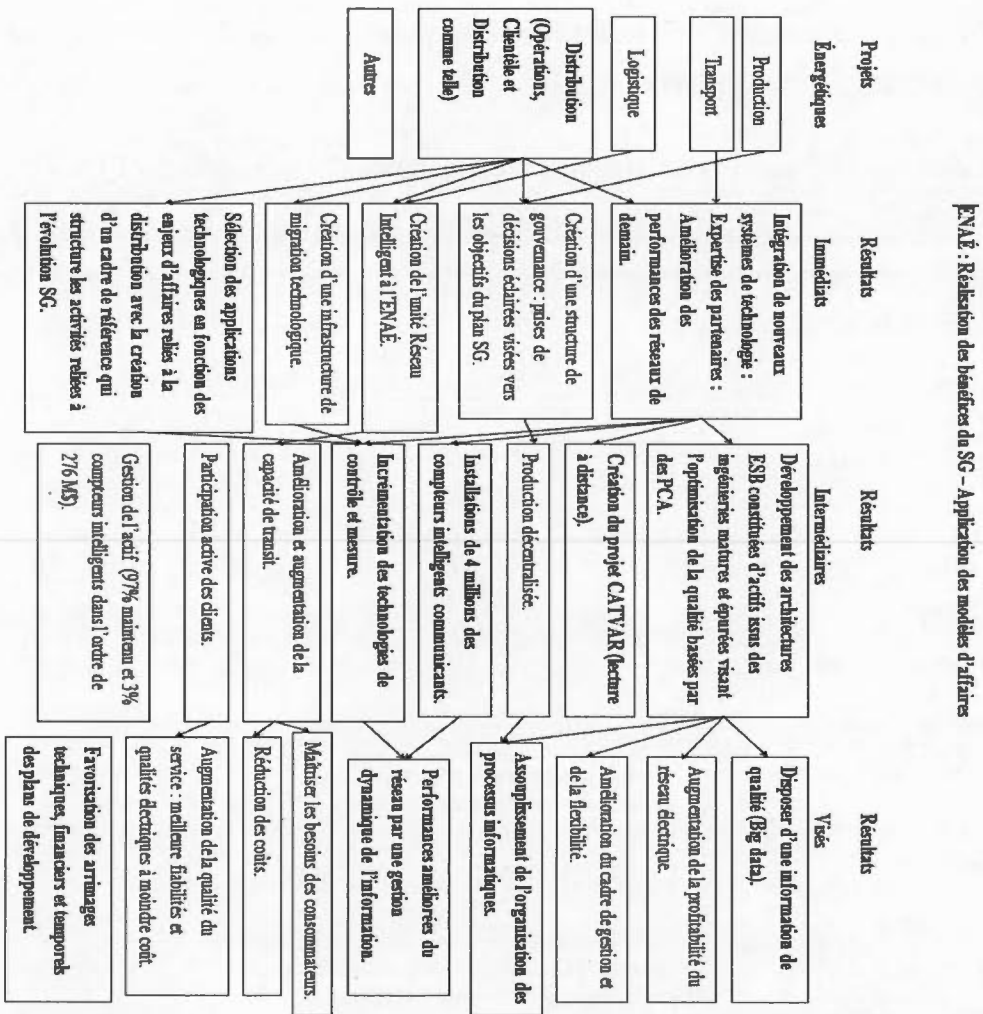 ENAÉ : Réalisation des bénéfices du SG – Application des modèles d'affaires
Projets
Énergétiques
Résultats
Immédiats
Résultats
Intermédiaires
Résultats
Visés
Production
Transport
Logistique
Distribution
(Opérations,
Clientèle et
Distribution
comme telle)
Autres
Intégration de nouveaux
systèmes de technologie :
Expertise des partenaires :
Amélioration des
performances des réseaux de
demain.
Création d'une structure de
gouvernance : prises de
décisions éclairées visées vers
les objectifs du plan SG.
Création de l'unité Réseau
Intelligent à l'ENAÉ.
Création d'une infrastructure de
migration technologique.
Sélection des applications
technologiques en fonction des
enjeux d'affaires reliés à la
distribution avec la création
d'un cadre de référence qui
structure les activités reliées à
l'évolution SG.
Développement des architectures
ESB constituées d'actifs issus des
ingénieries matures et épurées visant
l'optimisation de la qualité basées par
des PCA.
Création du projet CATVAR (lecture
à distance).
Production décentralisée.
Installations de 4 millions des
compteurs intelligents communicants.
Incrémentation des technologies de
contrôle et mesure.
Amélioration et augmentation de la
capacité de transit.
Participation active des clients.
Gestion de l'actif (97% maintenu et 3%
compteurs intelligents dans l'ordre de
276 M$).
Disposer d'une information de
qualité (Big data).
Augmentation de la profitabilité du
réseau électrique.
Amélioration du cadre de gestion et
de la flexibilité.
Assouplissement de l'organisation des
processus informatiques.
Performances améliorées du
réseau par une gestion
dynamique de l'information.
Maîtriser les besoins des consommateurs.
Réduction des coûts.
Augmentation de la qualité du
service : meilleure fiabilités et
qualités électriques à moindre coût.
Favorisation des arrimages
techniques, financiers et temporels
des plans de développement.